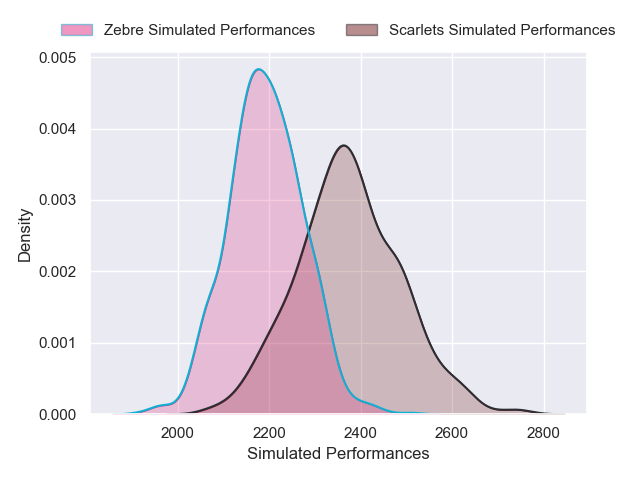 Zebre Simulated Performances Scarlets Simulated Performances
0.005
0.004
0.003
0.002
0.001
0.000
Density
2000 2200 2400 2600 2800
Simulated Performances